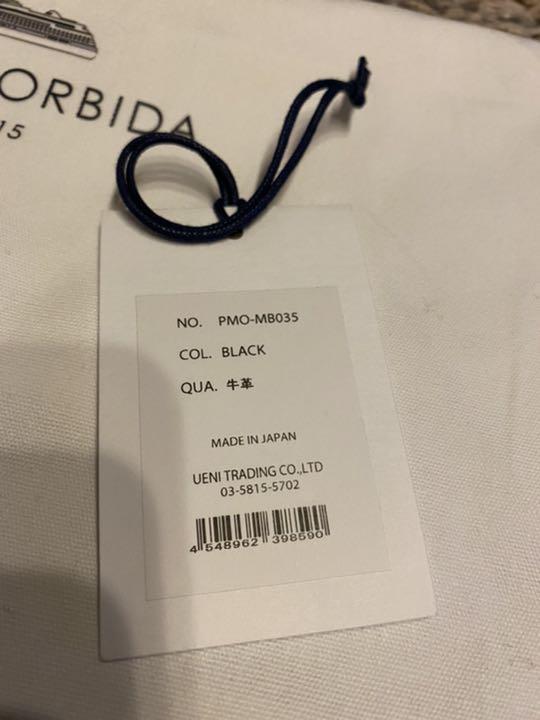 ORBIDA
15
NO. PMO-MB035
COL. BLACK
QUA. 牛革
MADE IN JAPAN
UENI TRADING CO.,LTD
03-5815-5702
4 548962 398590